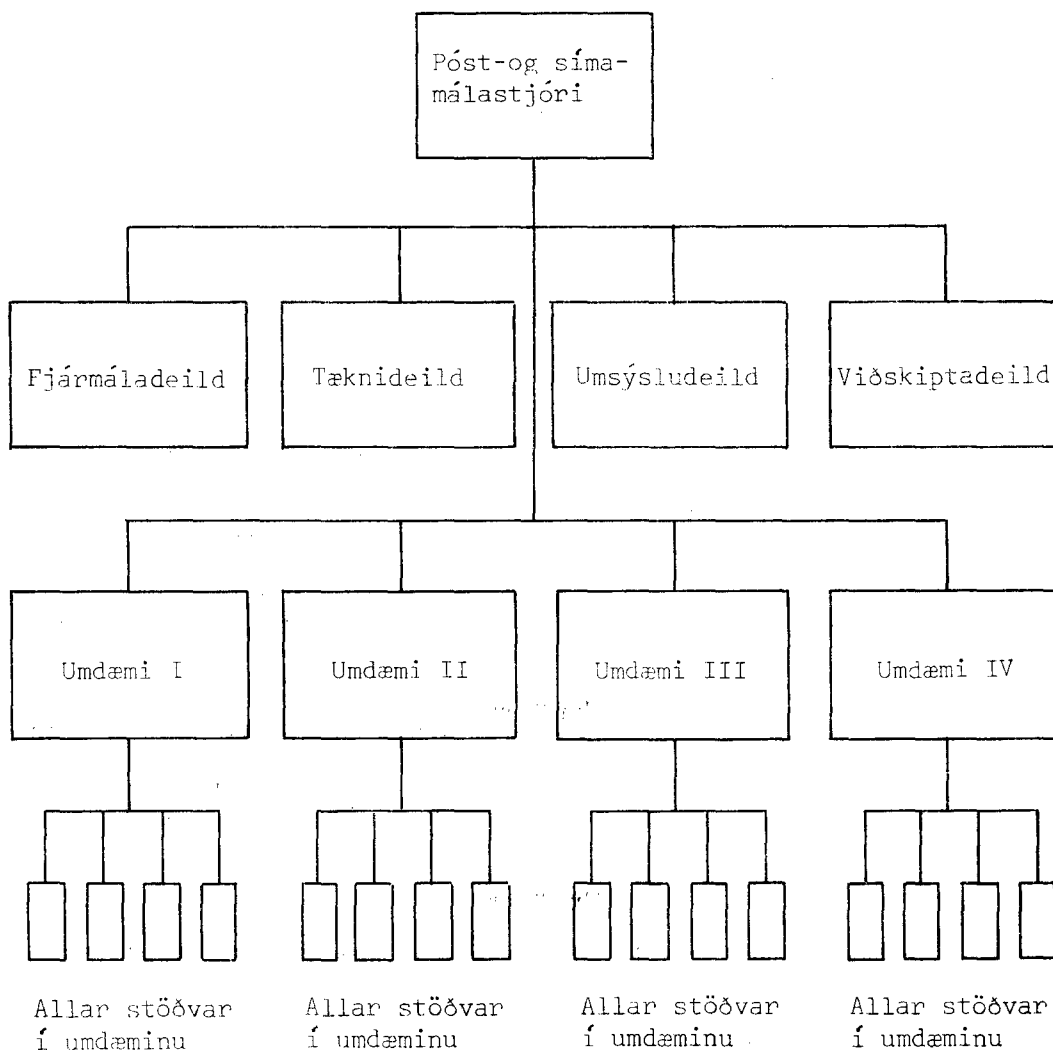 Póst-og síma-
málastjóri
Fjármáladeild
Tæknideild
Umsýsludeild
Viðskiptadeild
Umdæmi I
Umdæmi II
Umdæmi III
Umdæmi IV
Allar stöðvar
í umdæminu
Allar stöðvar
í umdæminu
Allar stöðvar
í umdæminu
Allar stöðvar
í umdæminu